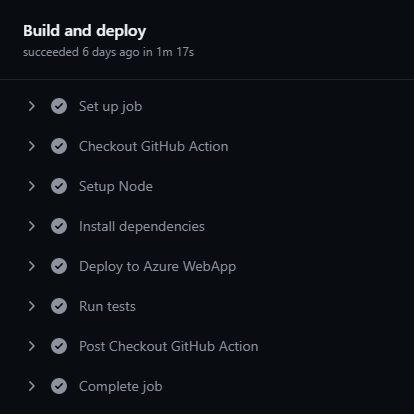 Build and deploy
succeeded 6 days ago in 1m 17s
Set up job
Checkout GitHub Action
Setup Node
Install dependencies
Deploy to Azure WebApp
Run tests
Post Checkout GitHub Action
Complete job